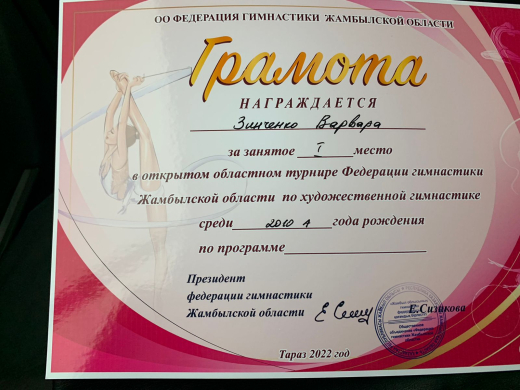 ОО ФЕДЕРАЦИЯ ГИМНАСТИКИ ЖАМБЫЛСКОЙ ОБЛАСТИ
Грамота
НАГРАЖДАЕТСЯ
Зинченко Варвара
за занятое I место
в открытом областном турнире Федерации гимнастики
Жамбылской области по художественной гимнастике
среди 2010 года рождения
по программе
Президент
федерации гимнастики
Жамбылской области Е.Сизикова
Тараз 2022 год